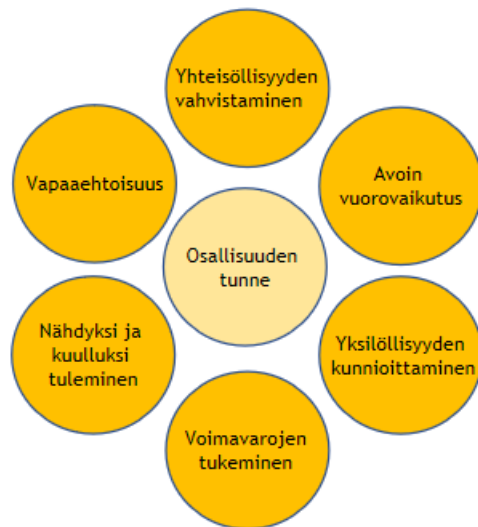 Yhteisöllisyyden
vahvistaminen
Vapaaehtoisuus
Avoin
vuorovaikutus
Osallisuuden
tunne
Nähdyksi ja
kuulluksi
tuleminen
Yksilöllisyyden
kunnioittaminen
Voimavarojen
tukeminen